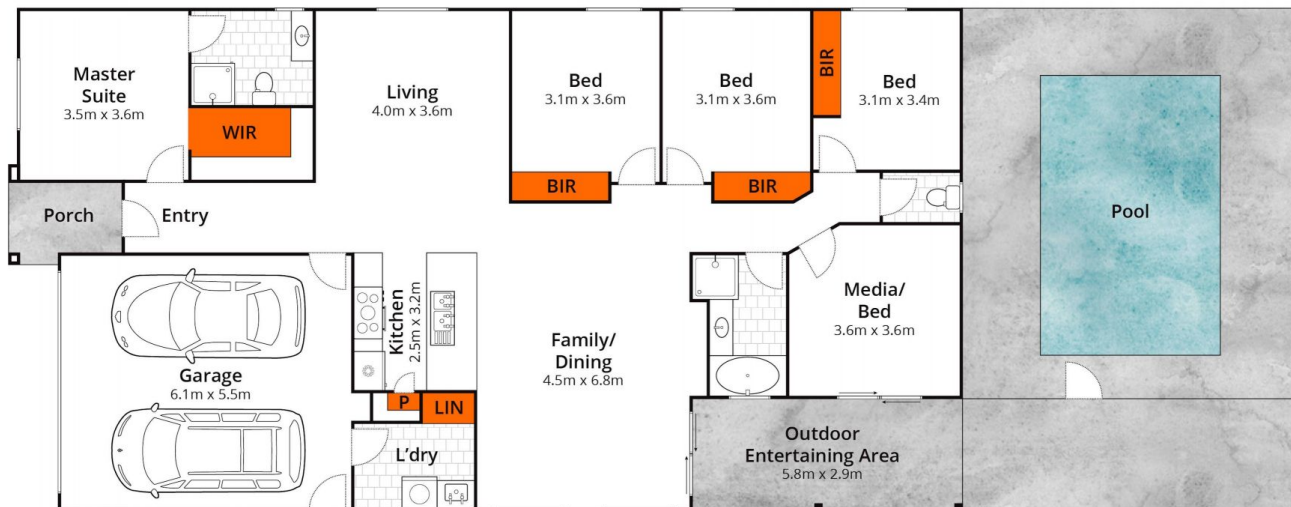 Master
Suite
3.5m x 3.6m
WIR
Living
4.0m x 3.6m
Bed
3.1m x 3.6m
BIR
Bed
3.1m x 3.6m
BIR
BIR
Bed
3.1m x 3.4m
Pool
Porch
Entry
Garage
6.1m x 5.5m
Kitchen
2.5m x 3.2m
P
LIN
L'dry
Family/
Dining
4.5m x 6.8m
Media/
Bed
3.6m x 3.6m
Outdoor
Entertaining Area
5.8m x 2.9m